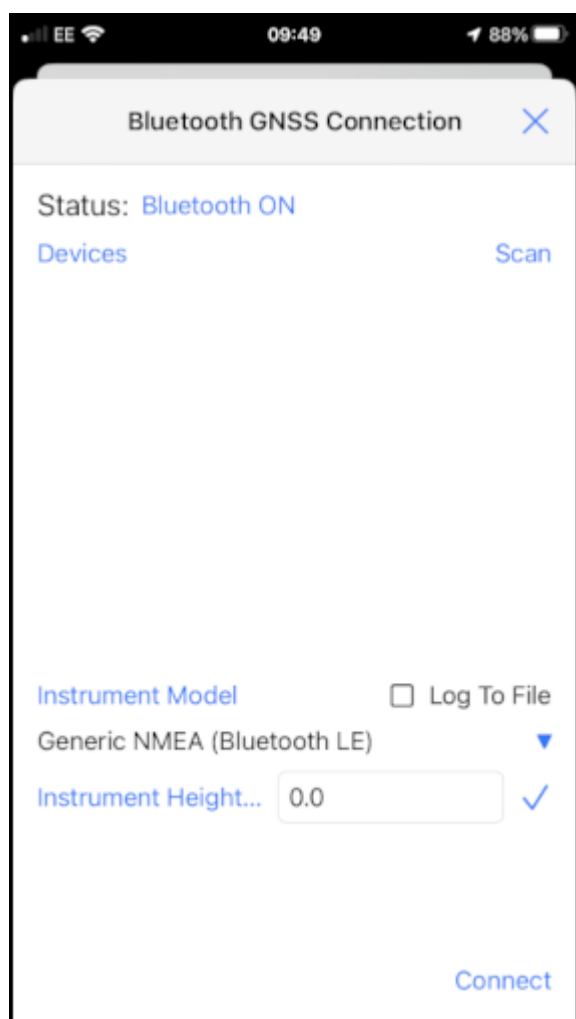 EE 09:49 88%
Bluetooth GNSS Connection
Status: Bluetooth ON
Devices Scan
Instrument Model Log To File
Generic NMEA (Bluetooth LE)
Instrument Height... 0.0
Connect